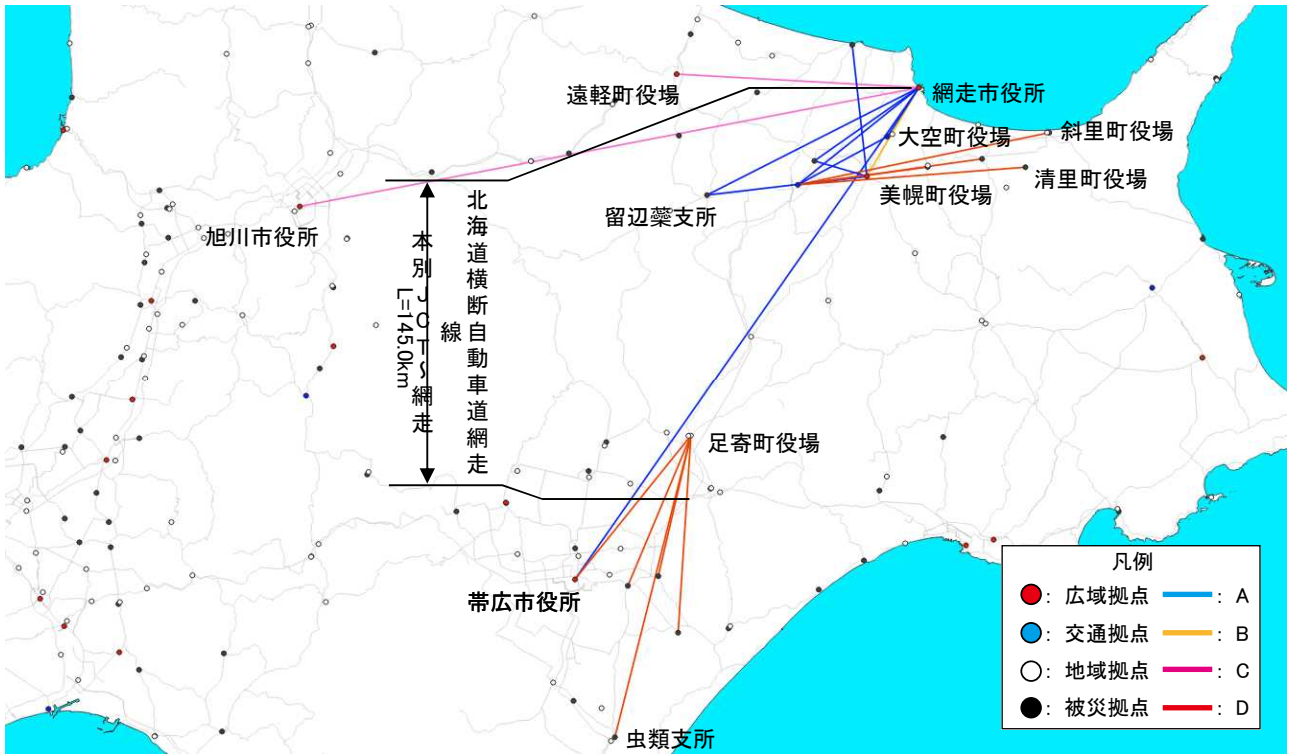 遠軽町役場
網走市役所
大空町役場
斜里町役場
清里町役場
美幌町役場
留辺蘂支所
旭川市役所
北海道横断自動車道網走線
本別JCT～網走
L=145.0km
足寄町役場
帯広市役所
虫類支所
凡例
: 広域拠点 : A
: 交通拠点 : B
: 地域拠点 : C
: 被災拠点 : D